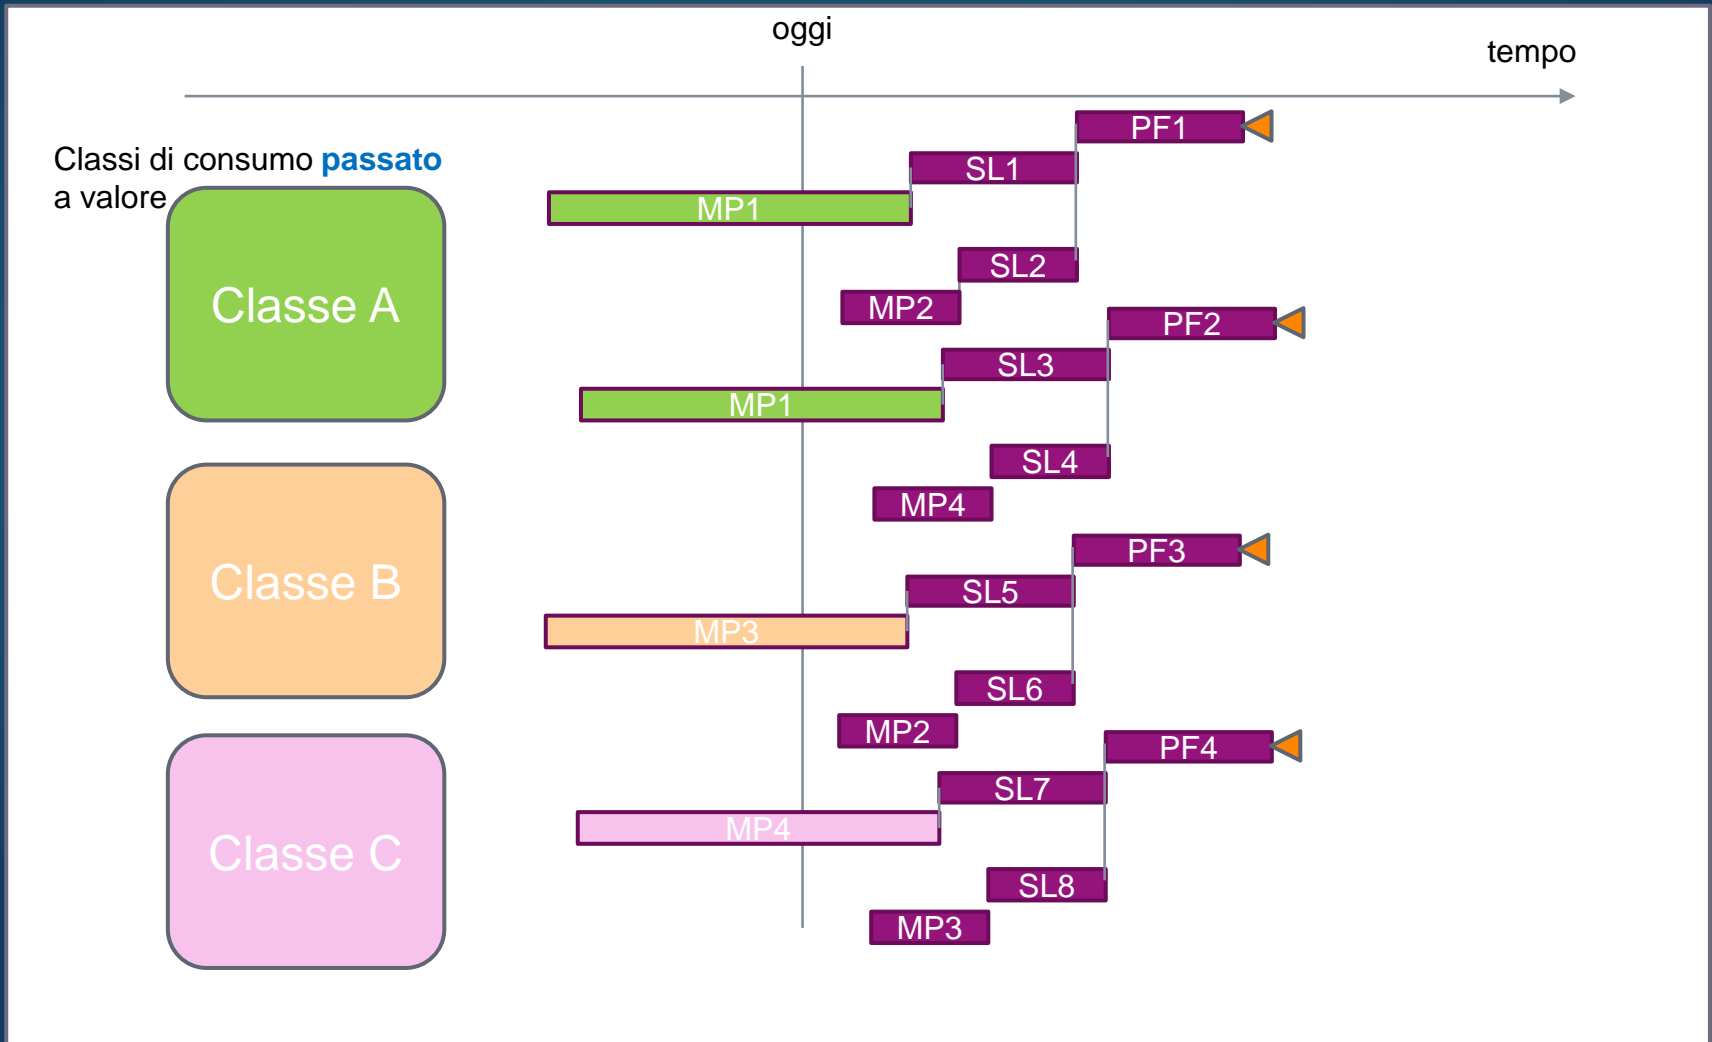 oggi
tempo
PF1
Classi di consumo passato
a valore
SL1
MP1
SL2
Classe A
MP2
PF2
SL3
MP1
SL4
MP4
PF3
Classe B
SL5
MP3
SL6
MP2
PF4
SL7
MP4
Classe C
SL8
MP3